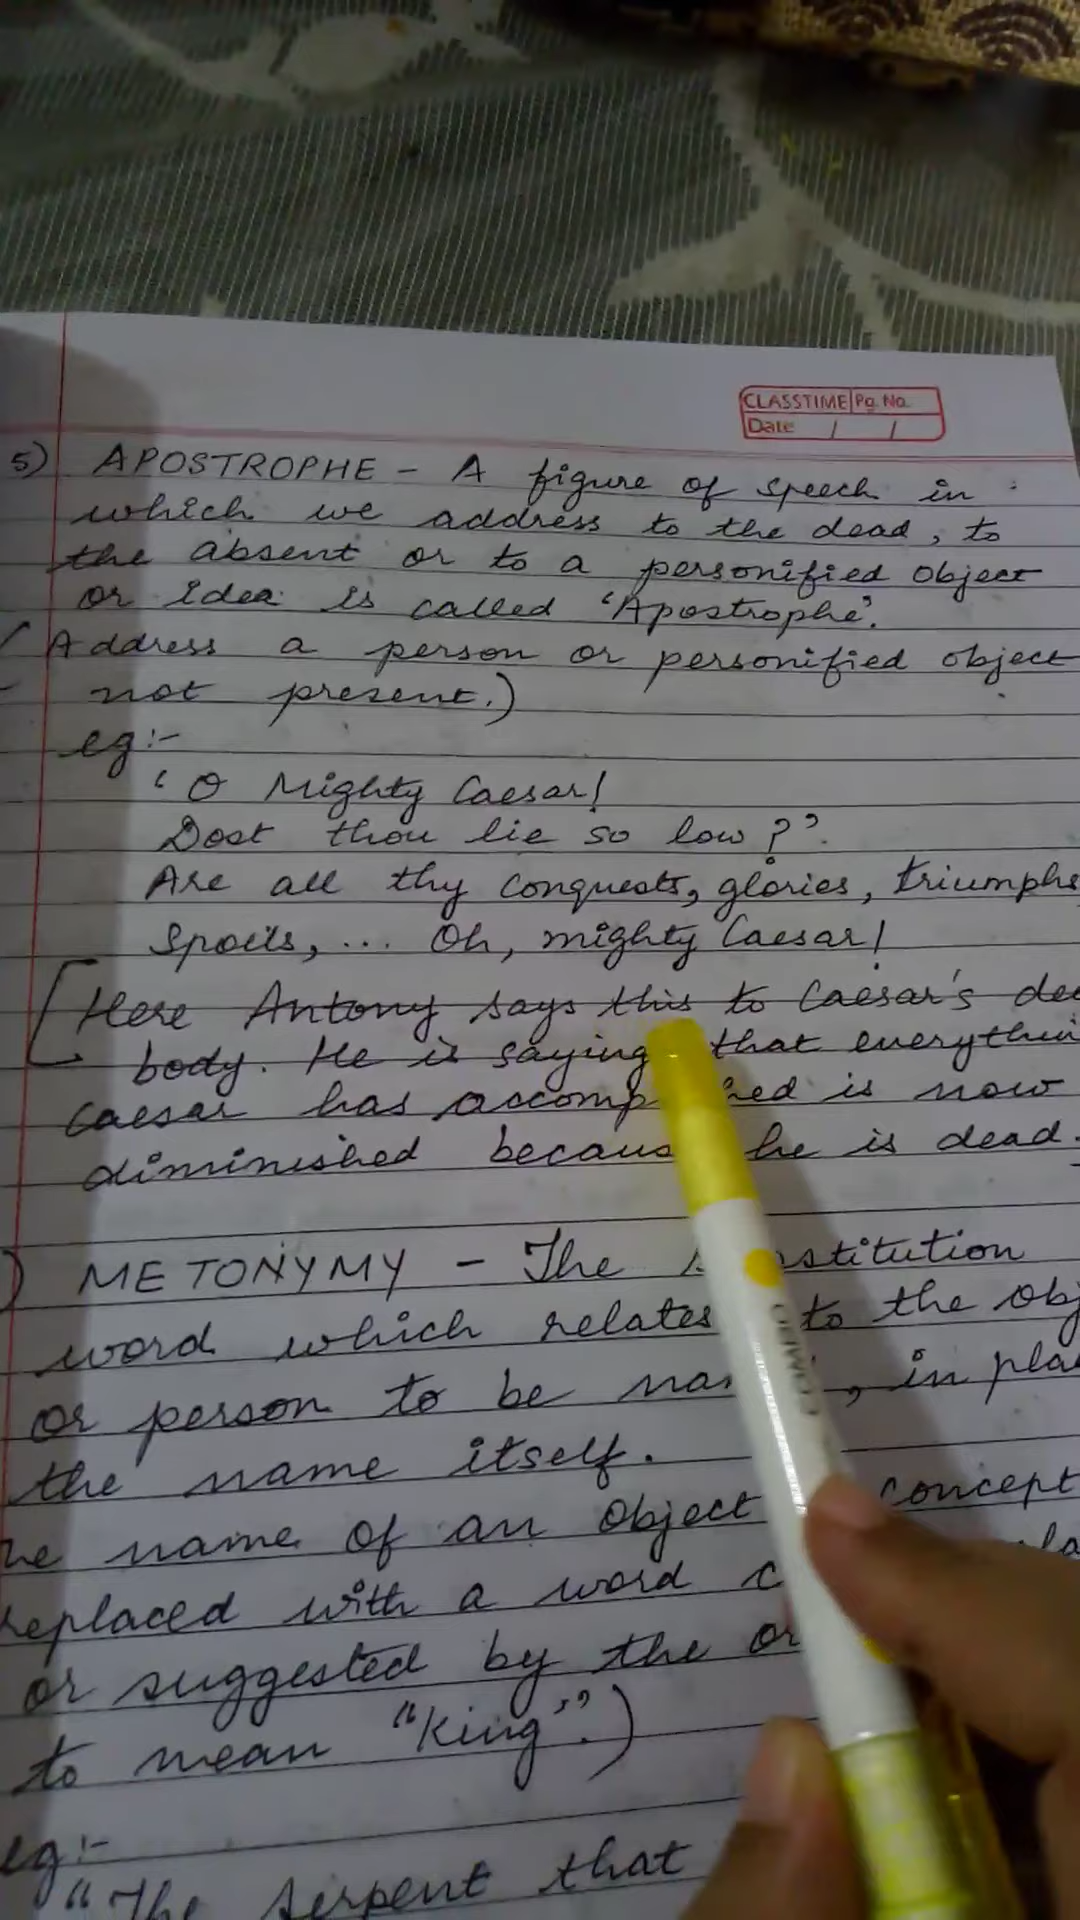 CLASSTIME Pg. No.
Date / /
5) APOSTROPHE - A figure of speech in
which we address to the dead, to
the absent or to a personified object
or idea is called 'Apostrophe'.
(Address a person or personified object
not present.)
eg:-
'O Mighty Caesar!
Dost thou lie so low?'
Are all thy conquests, glories, triumphs,
Spoils, ... Oh, mighty Caesar!
[Here Antony says this to Caesar's
body. He is saying that
Caesar has is now
diminished he is dead.
) METONYMY - The
word which relates to the
or person to be , in
the name itself.
name of an object concept
replaced with a word
or suggested by the
to mean "King".)
eg:-
"The Serpent that
COMWO